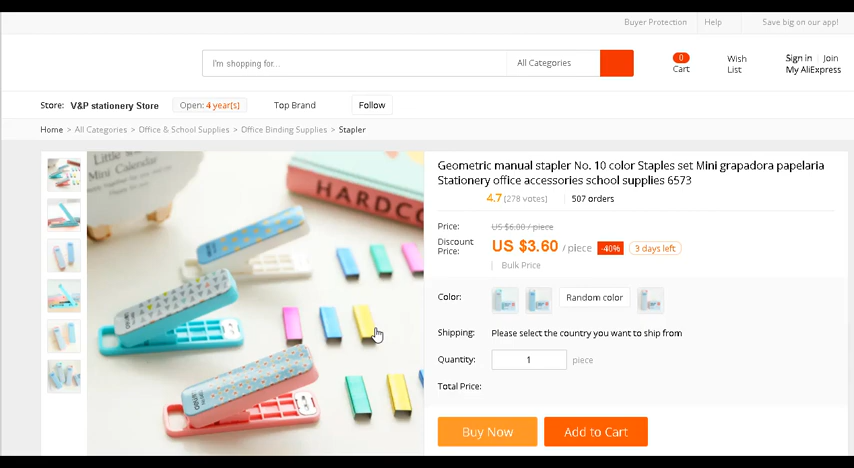 Buyer Protection Help Save big on our app!
I'm shopping for... All Categories
0
Cart
Wish
List
Sign in Join
My AliExpress
Store: V&P stationery Store Open: 4 year(s) Top Brand Follow
Home > All Categories > Office & School Supplies > Office Binding Supplies > Stapler
Little White
Mini Calendar
HARDC
Geometric manual stapler No. 10 color Staples set Mini grapadora papelaria
Stationery office accessories school supplies 6573
4.7 (278 votes) 507 orders
Price: US $6.00 / piece
Discount
Price: US $3.60 / piece -40% 3 days left
Bulk Price
Color: Random color
Shipping: Please select the country you want to ship from
Quantity: 1 piece
Total Price:
Buy Now Add to Cart